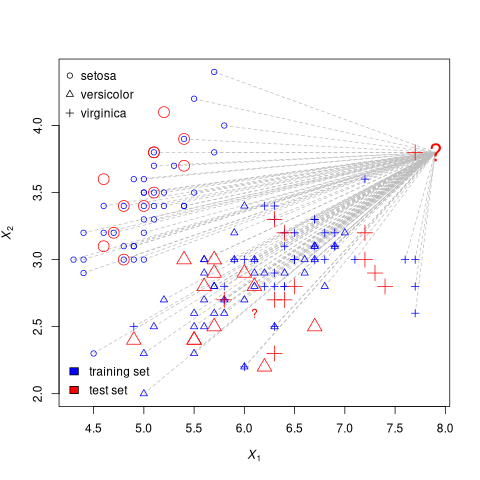 setosa
versicolor
virginica
?
?
training set
test set
X2
2.0
2.5
3.0
3.5
4.0
4.5
5.0
5.5
6.0
6.5
7.0
7.5
8.0
X1